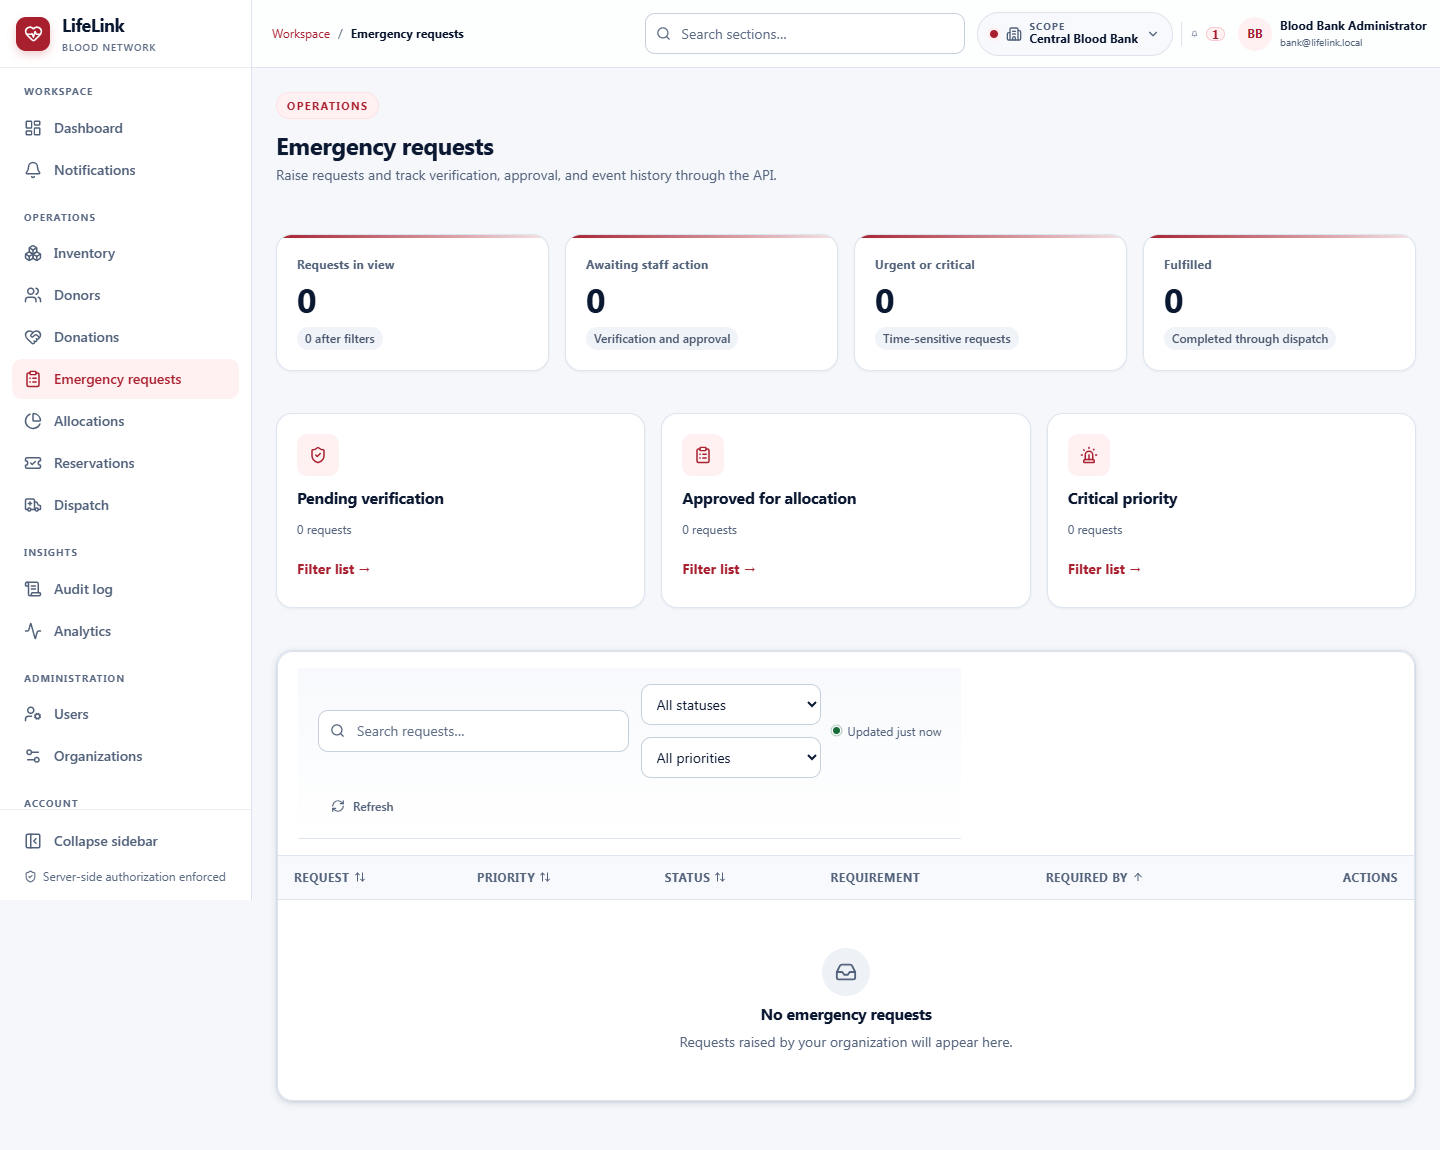 LifeLink
BLOOD NETWORK
WORKSPACE
Dashboard
Notifications
OPERATIONS
Inventory
Donors
Donations
Emergency requests
Allocations
Reservations
Dispatch
INSIGHTS
Audit log
Analytics
ADMINISTRATION
Users
Organizations
ACCOUNT
Collapse sidebar
Server-side authorization enforced
Workspace / Emergency requests
Search sections...
SCOPE
Central Blood Bank
1
BB
Blood Bank Administrator
bank@lifelink.local
OPERATIONS
Emergency requests
Raise requests and track verification, approval, and event history through the API.
Requests in view
0
0 after filters
Awaiting staff action
0
Verification and approval
Urgent or critical
0
Time-sensitive requests
Fulfilled
0
Completed through dispatch
Pending verification
0 requests
Filter list →
Approved for allocation
0 requests
Filter list →
Critical priority
0 requests
Filter list →
Search requests...
All statuses
All priorities
Updated just now
Refresh
REQUEST PRIORITY STATUS REQUIREMENT REQUIRED BY ACTIONS
No emergency requests
Requests raised by your organization will appear here.